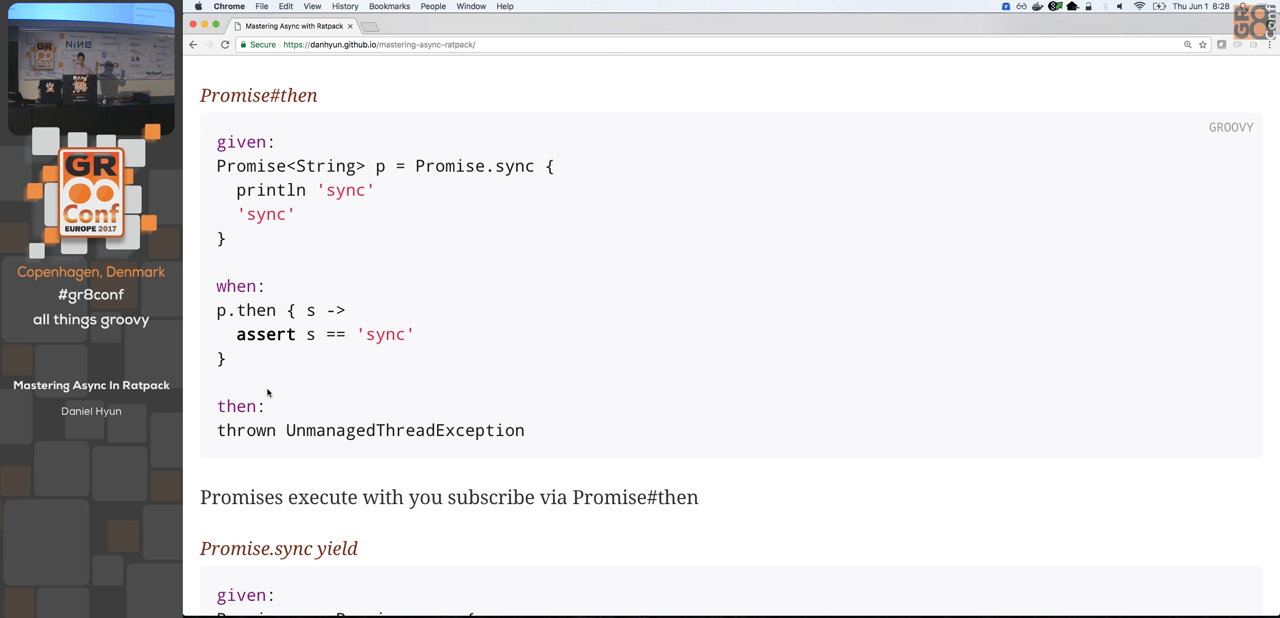 Chrome File Edit View History Bookmarks People Window Help
Thu Jun 1 8:28
Mastering Async with Ratpack
Secure https://danhyun.github.io/mastering-async-ratpack/
GR8
Conf
EUROPE 2017
Copenhagen, Denmark
#gr8conf
all things groovy
Mastering Async In Ratpack
Daniel Hyun
Promise#then
GROOVY
given:
Promise<String> p = Promise.sync {
println 'sync'
'sync'
}
when:
p.then { s ->
assert s == 'sync'
}
then:
thrown UnmanagedThreadException
Promises execute with you subscribe via Promise#then
Promise.sync yield
given: